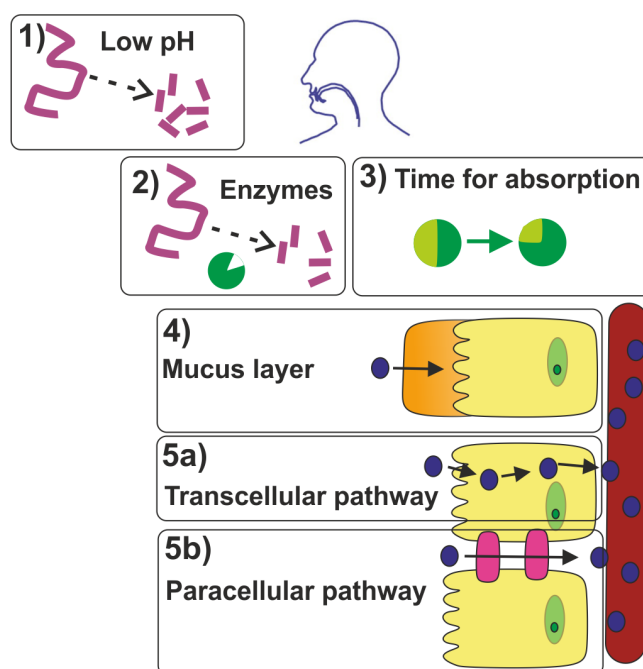 1) Low pH
2) Enzymes
3) Time for absorption
4)
Mucus layer
5a)
Transcellular pathway
5b)
Paracellular pathway